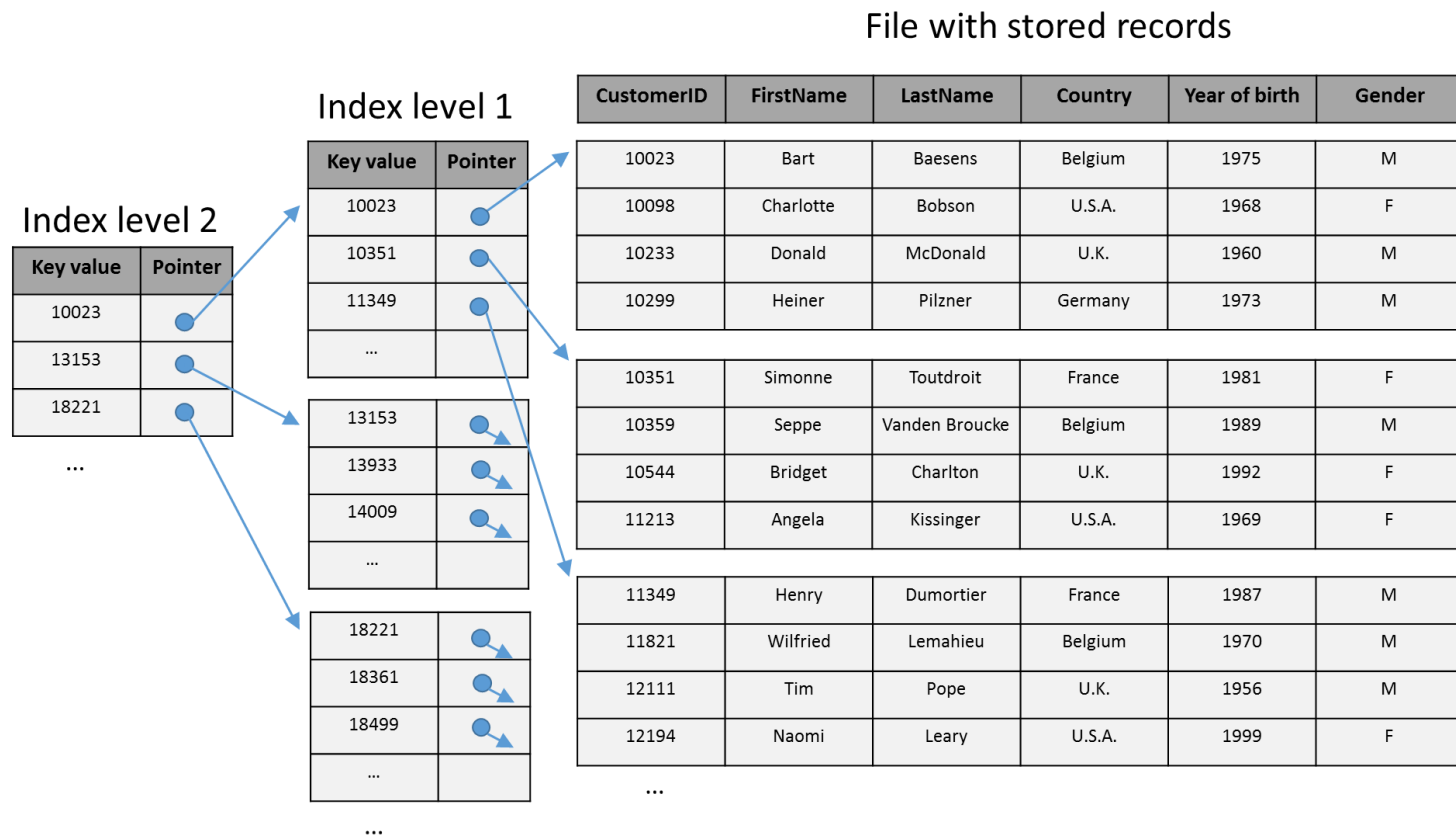 File with stored records
CustomerID FirstName LastName Country Year of birth Gender
10023 Bart Baesens Belgium 1975 M
10098 Charlotte Bobson U.S.A. 1968 F
10233 Donald McDonald U.K. 1960 M
10299 Heiner Pilzner Germany 1973 M
10351 Simonne Toutdroit France 1981 F
10359 Seppe Vanden Broucke Belgium 1989 M
10544 Bridget Charlton U.K. 1992 F
11213 Angela Kissinger U.S.A. 1969 F
11349 Henry Dumortier France 1987 M
11821 Wilfried Lemahieu Belgium 1970 M
12111 Tim Pope U.K. 1956 M
12194 Naomi Leary U.S.A. 1999 F
...
Index level 1
Key value Pointer
10023
10351
11349
...
13153
13933
14009
...
18221
18361
18499
...
...
Index level 2
Key value Pointer
10023
13153
18221
...